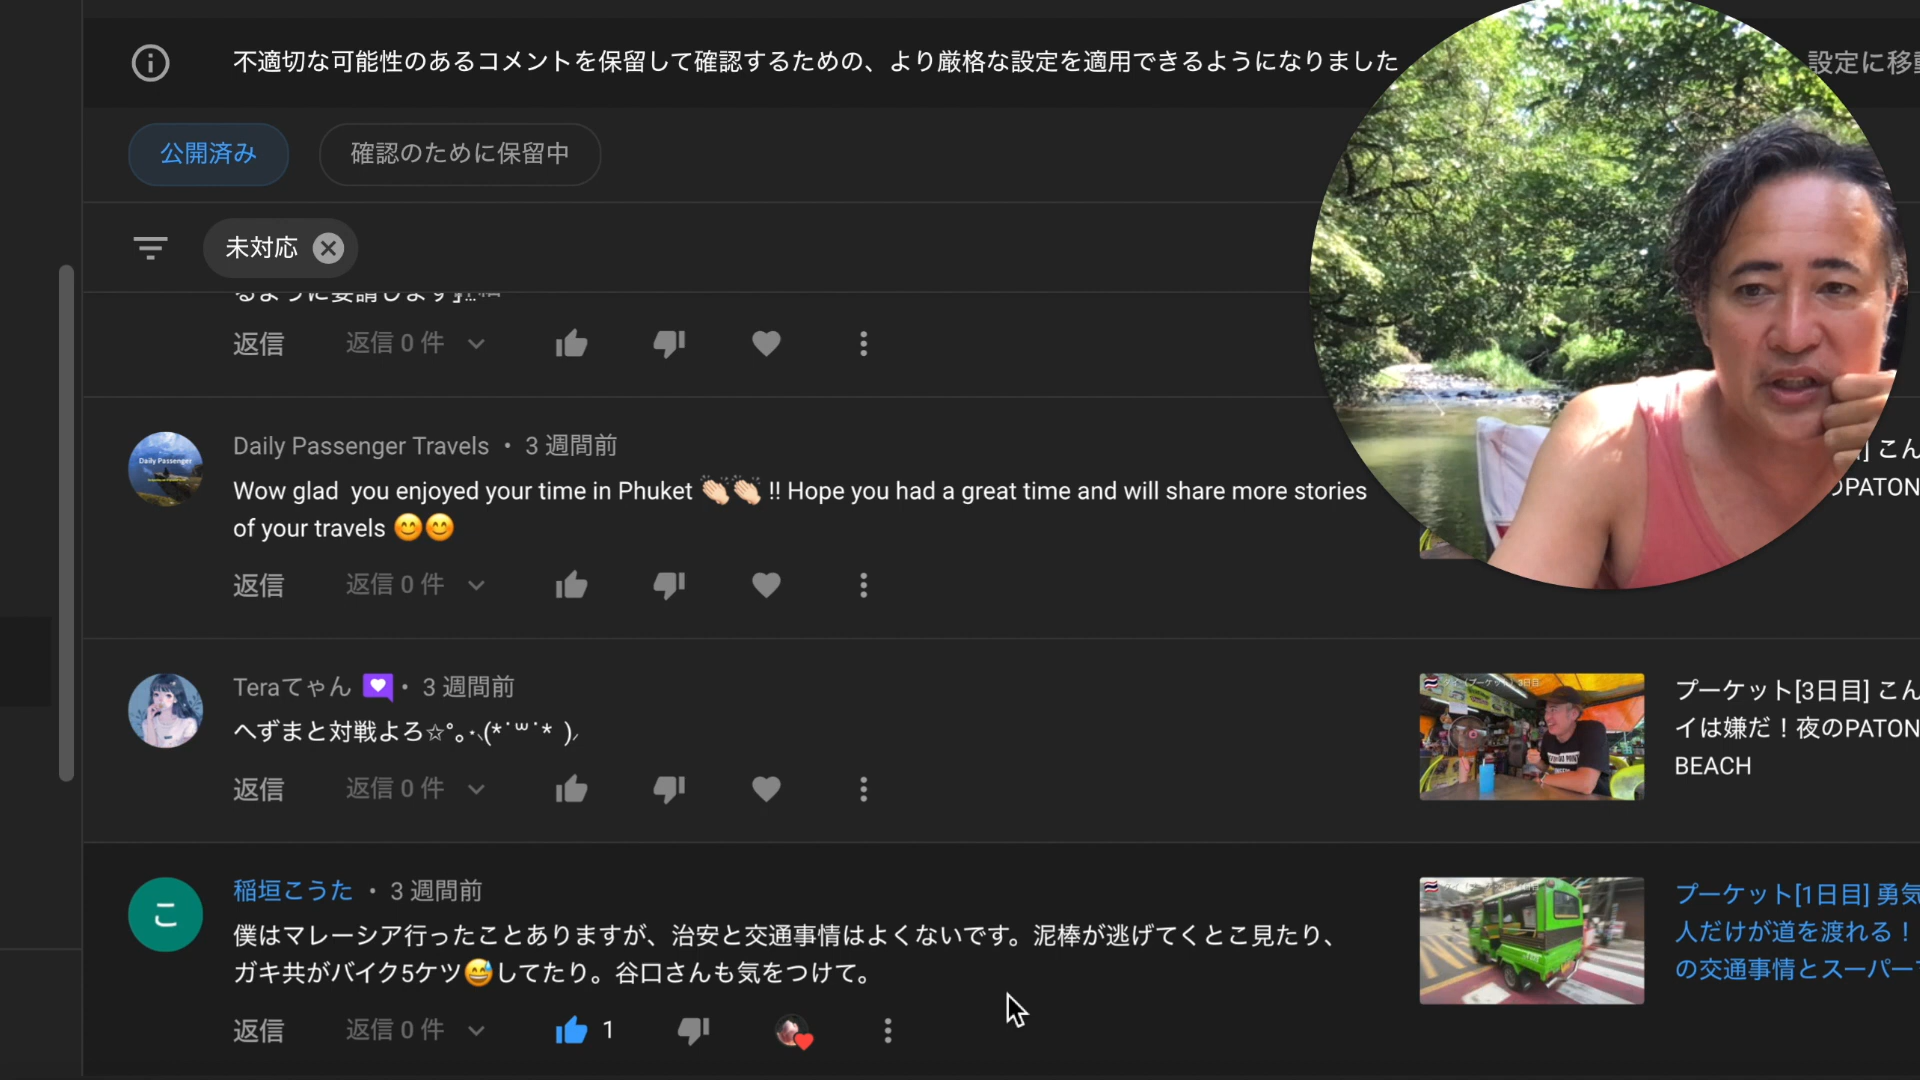 不適切な可能性のあるコメントを保留して確認するための、より厳格な設定を適用できるようになりました
設定に移
公開済み
確認のために保留中
未対応
返信
返信 0 件
Daily Passenger
Daily Passenger Travels • 3 週間前
Wow glad you enjoyed your time in Phuket 👏🏻👏🏻 !! Hope you had a great time and will share more stories
of your travels 😊😊
] こん
PATON
返信
返信 0 件
Teraてゃん • 3 週間前
へずまと対戦よろ☆°｡⋆⸜(*˙꒳˙* )⸝
返信
返信 0 件
プーケット[3日目] こん
イは嫌だ！夜のPATON
BEACH
こ
稲垣こうた • 3 週間前
僕はマレーシア行ったことありますが、治安と交通事情はよくないです。泥棒が逃げてくとこ見たり、
ガキ共がバイク5ケツ😅してたり。谷口さんも気をつけて。
返信
返信 0 件
1
プーケット[1日目] 勇気
人だけが道を渡れる！
の交通事情とスーパー